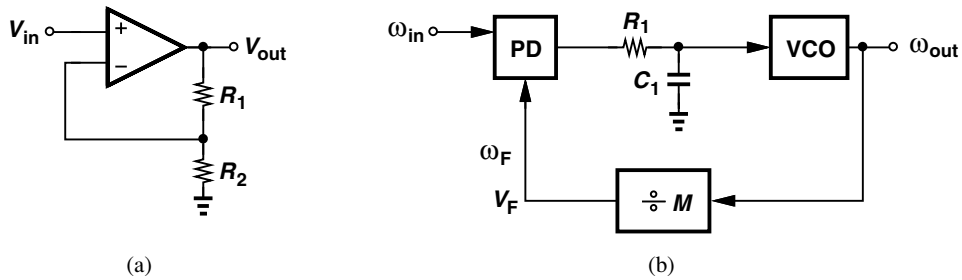 V_in
+
−
V_out
R_1
R_2
(a)
ω_in
PD
R_1
C_1
VCO
ω_out
ω_F
V_F
÷ M
(b)